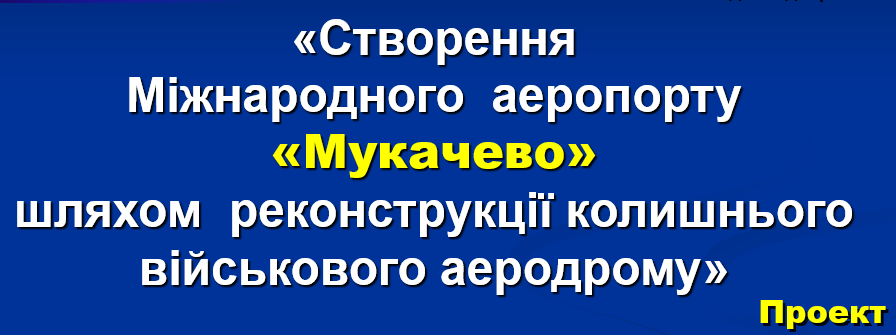 «Створення
Міжнародного аеропорту
«Мукачево»
шляхом реконструкції колишнього
військового аеродрому»
Проект